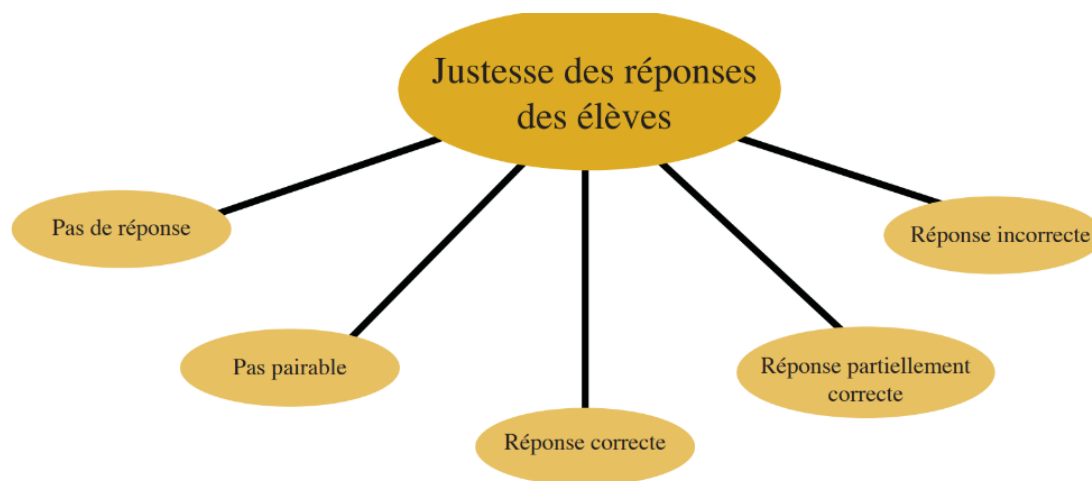 Justesse des réponses
des élèves
Pas de réponse
Réponse incorrecte
Pas pairable
Réponse partiellement
correcte
Réponse correcte